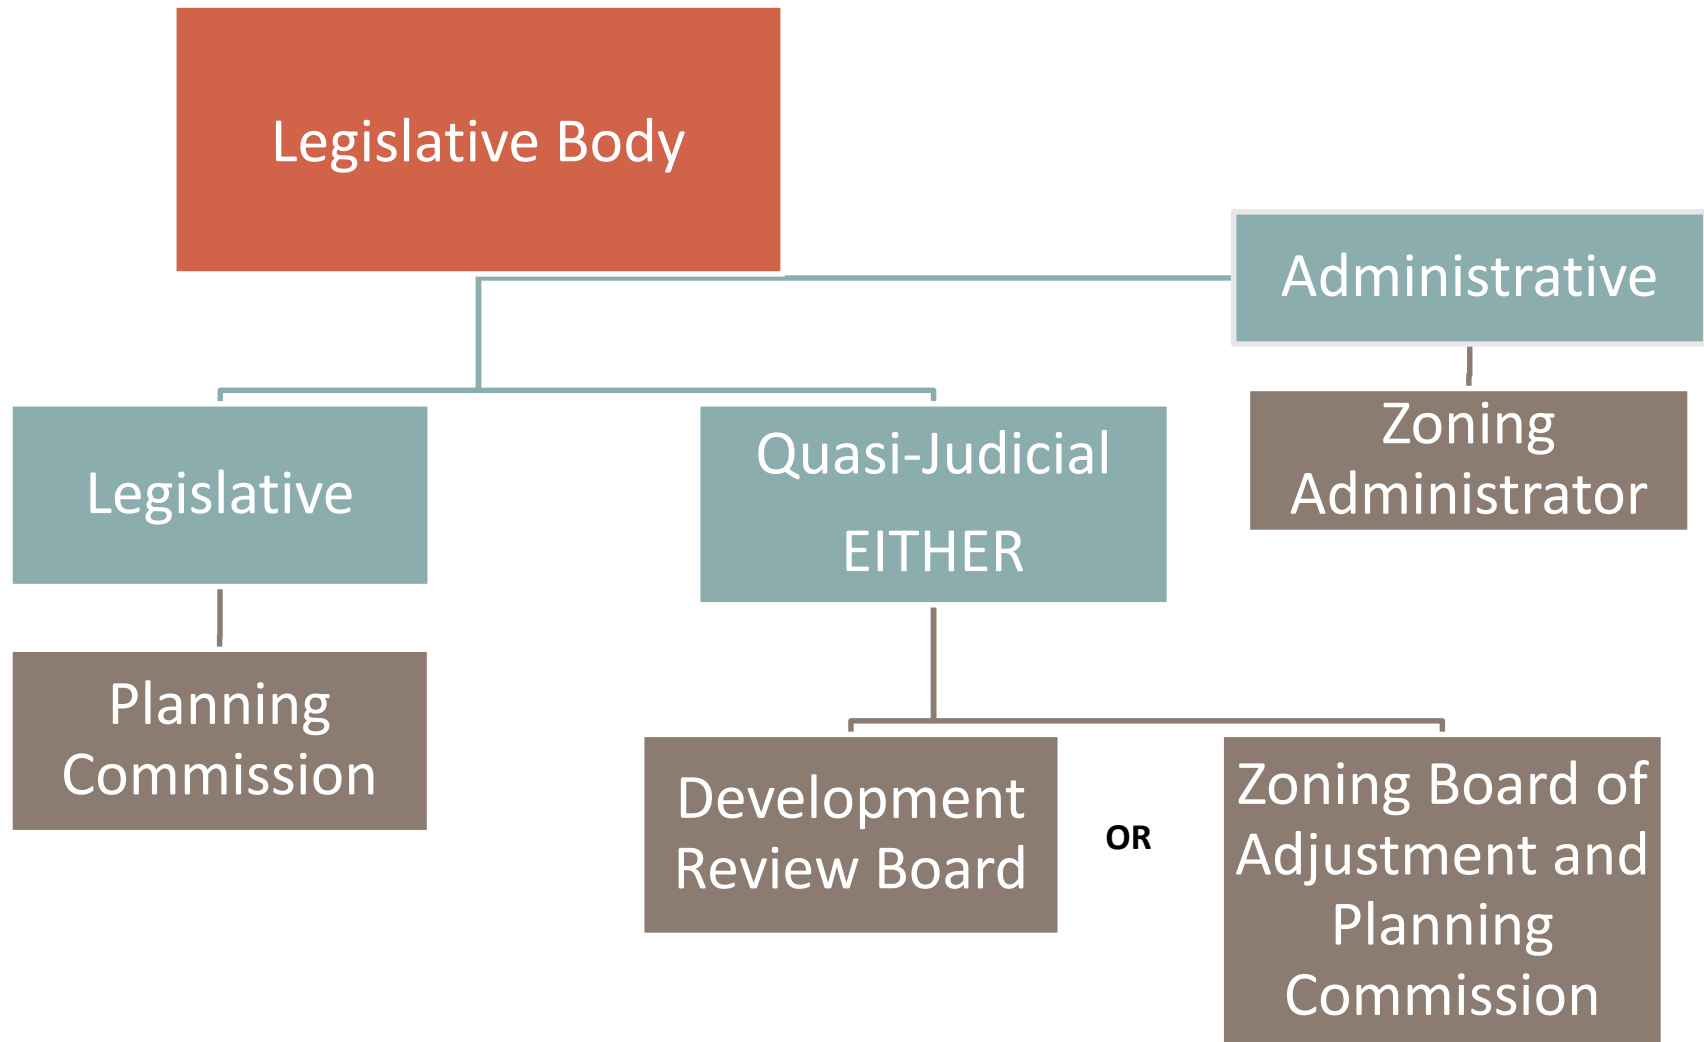 Legislative Body
Administrative
Zoning
Administrator
Legislative
Quasi-Judicial
EITHER
Planning
Commission
Development
Review Board
OR
Zoning Board of
Adjustment and
Planning
Commission